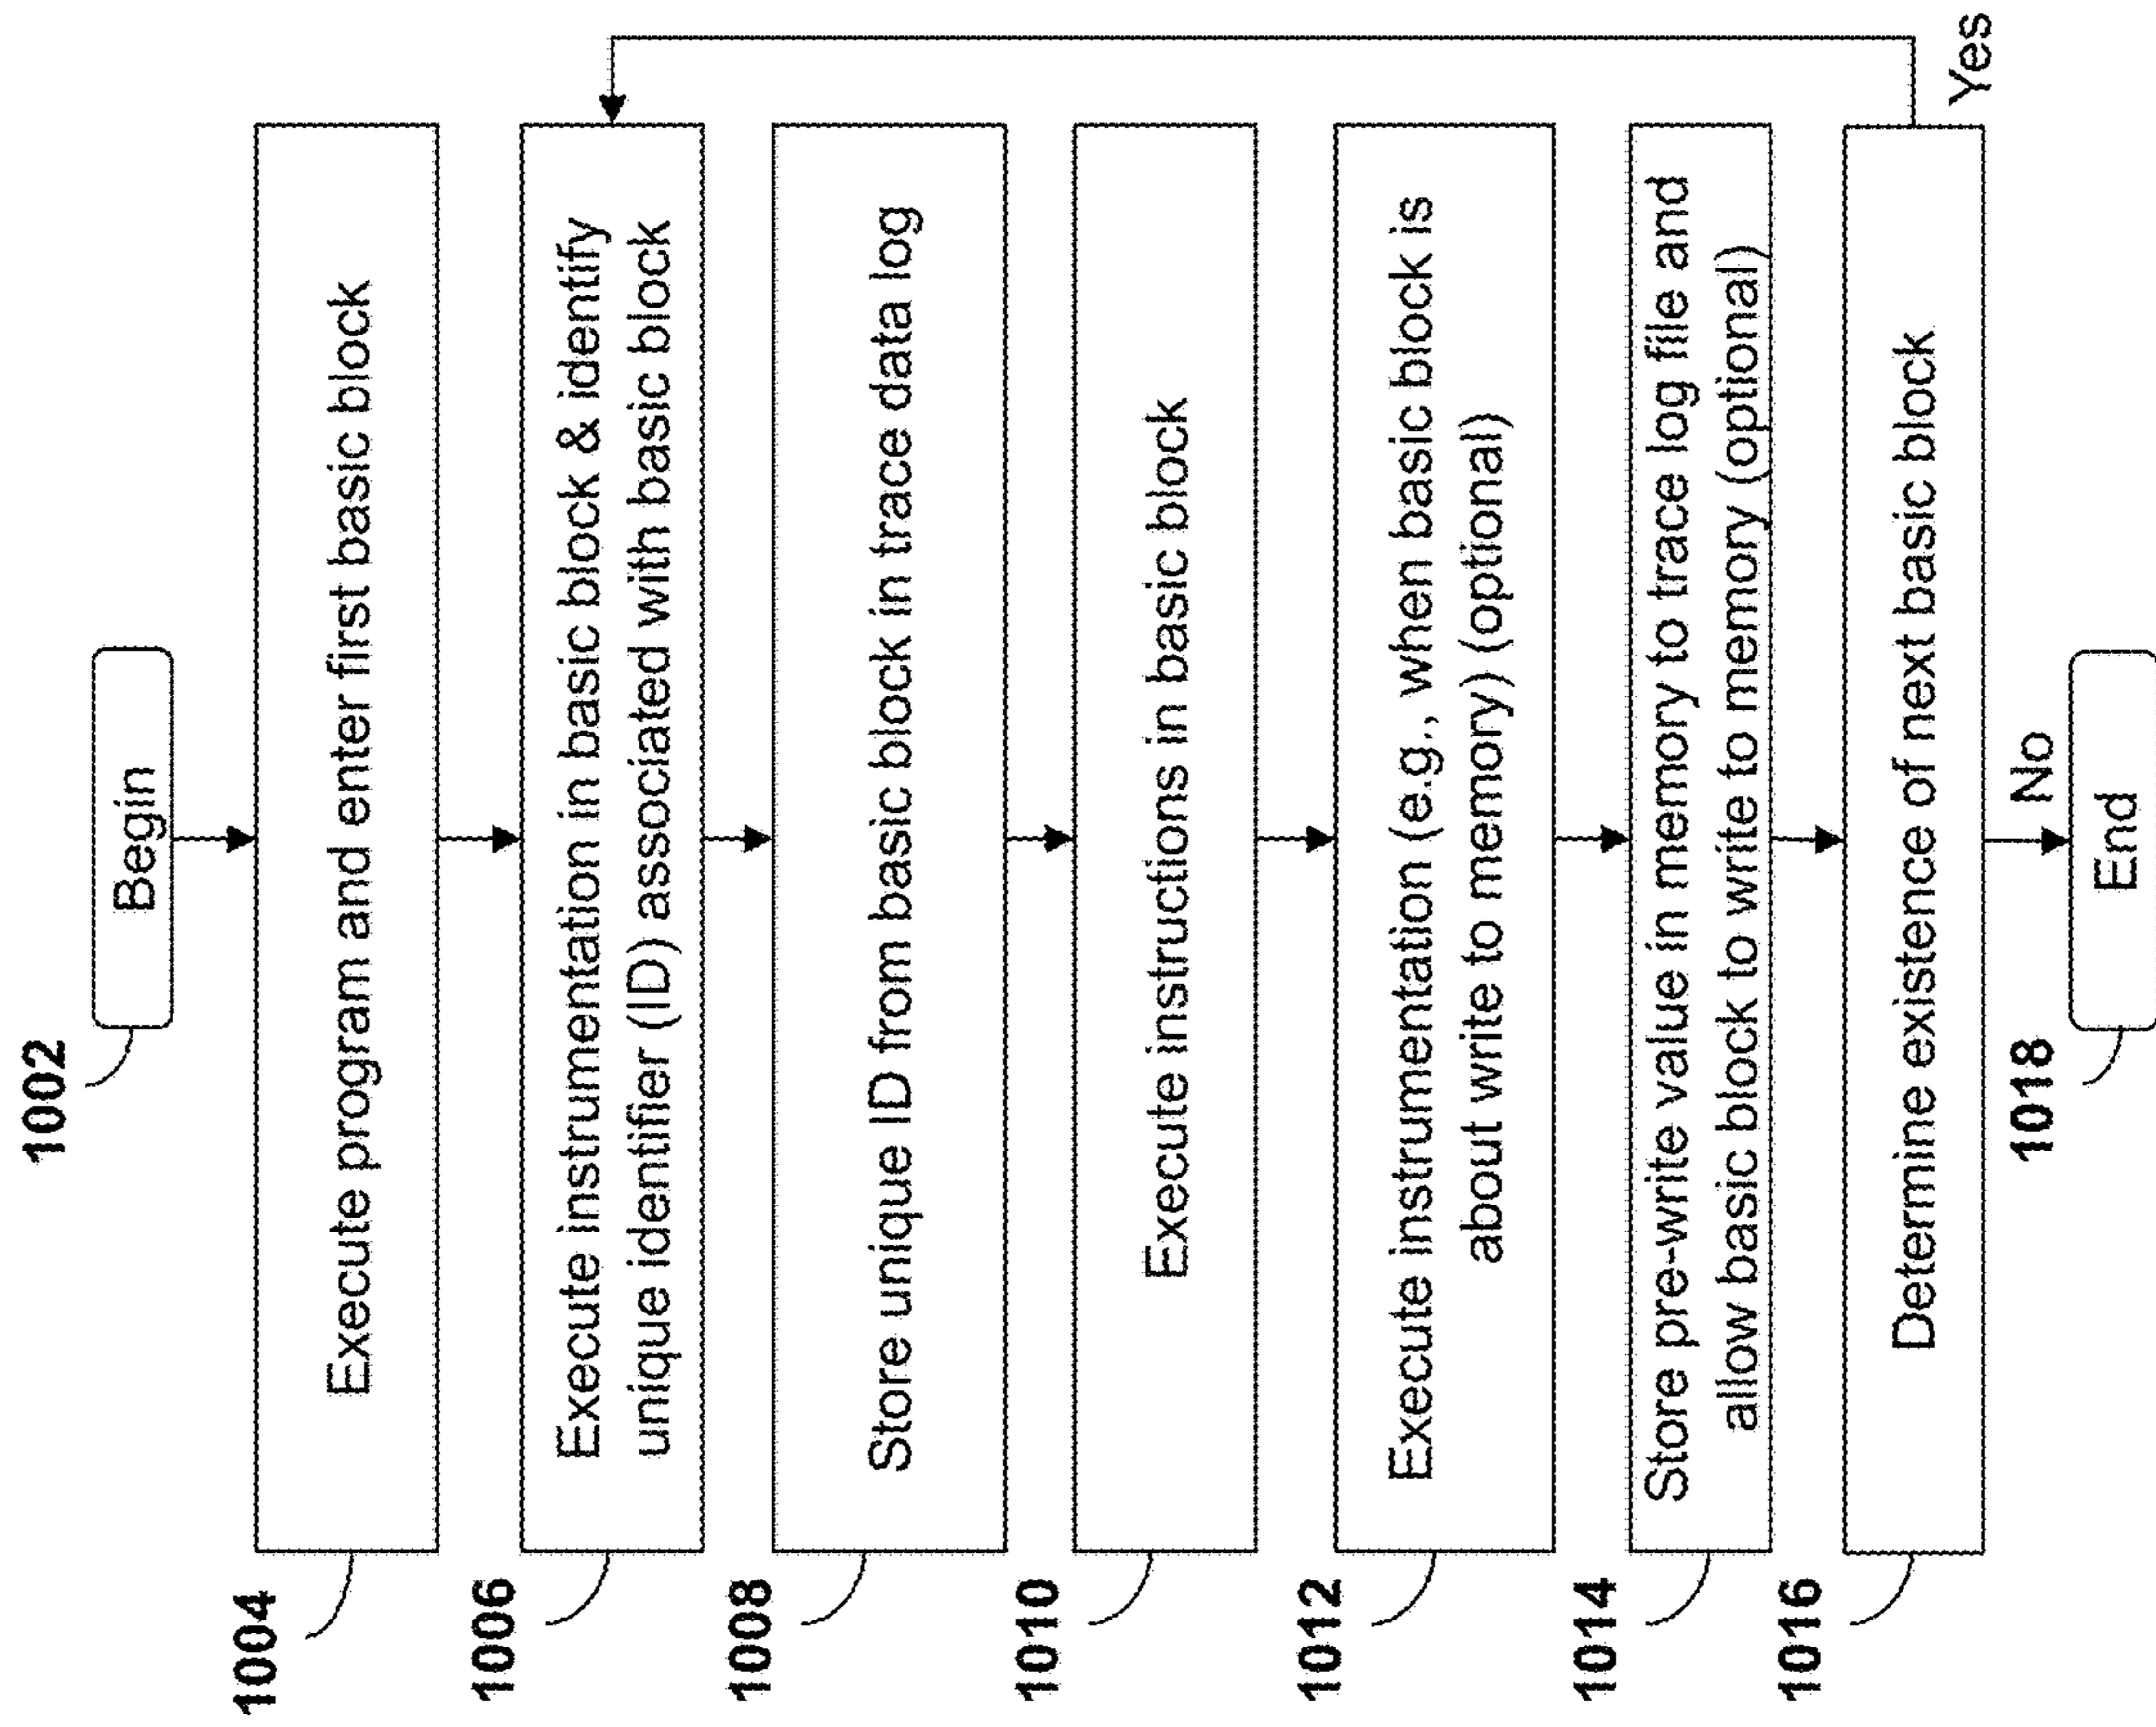 1002
Begin
1004
Execute program and enter first basic block
1006
Execute instrumentation in basic block & identify
unique identifier (ID) associated with basic block
1008
Store unique ID from basic block in trace data log
1010
Execute instructions in basic block
1012
Execute instrumentation (e.g., when basic block is
about write to memory) (optional)
1014
Store pre-write value in memory to trace log file and
allow basic block to write to memory (optional)
1016
Determine existence of next basic block
Yes
No
1018
End